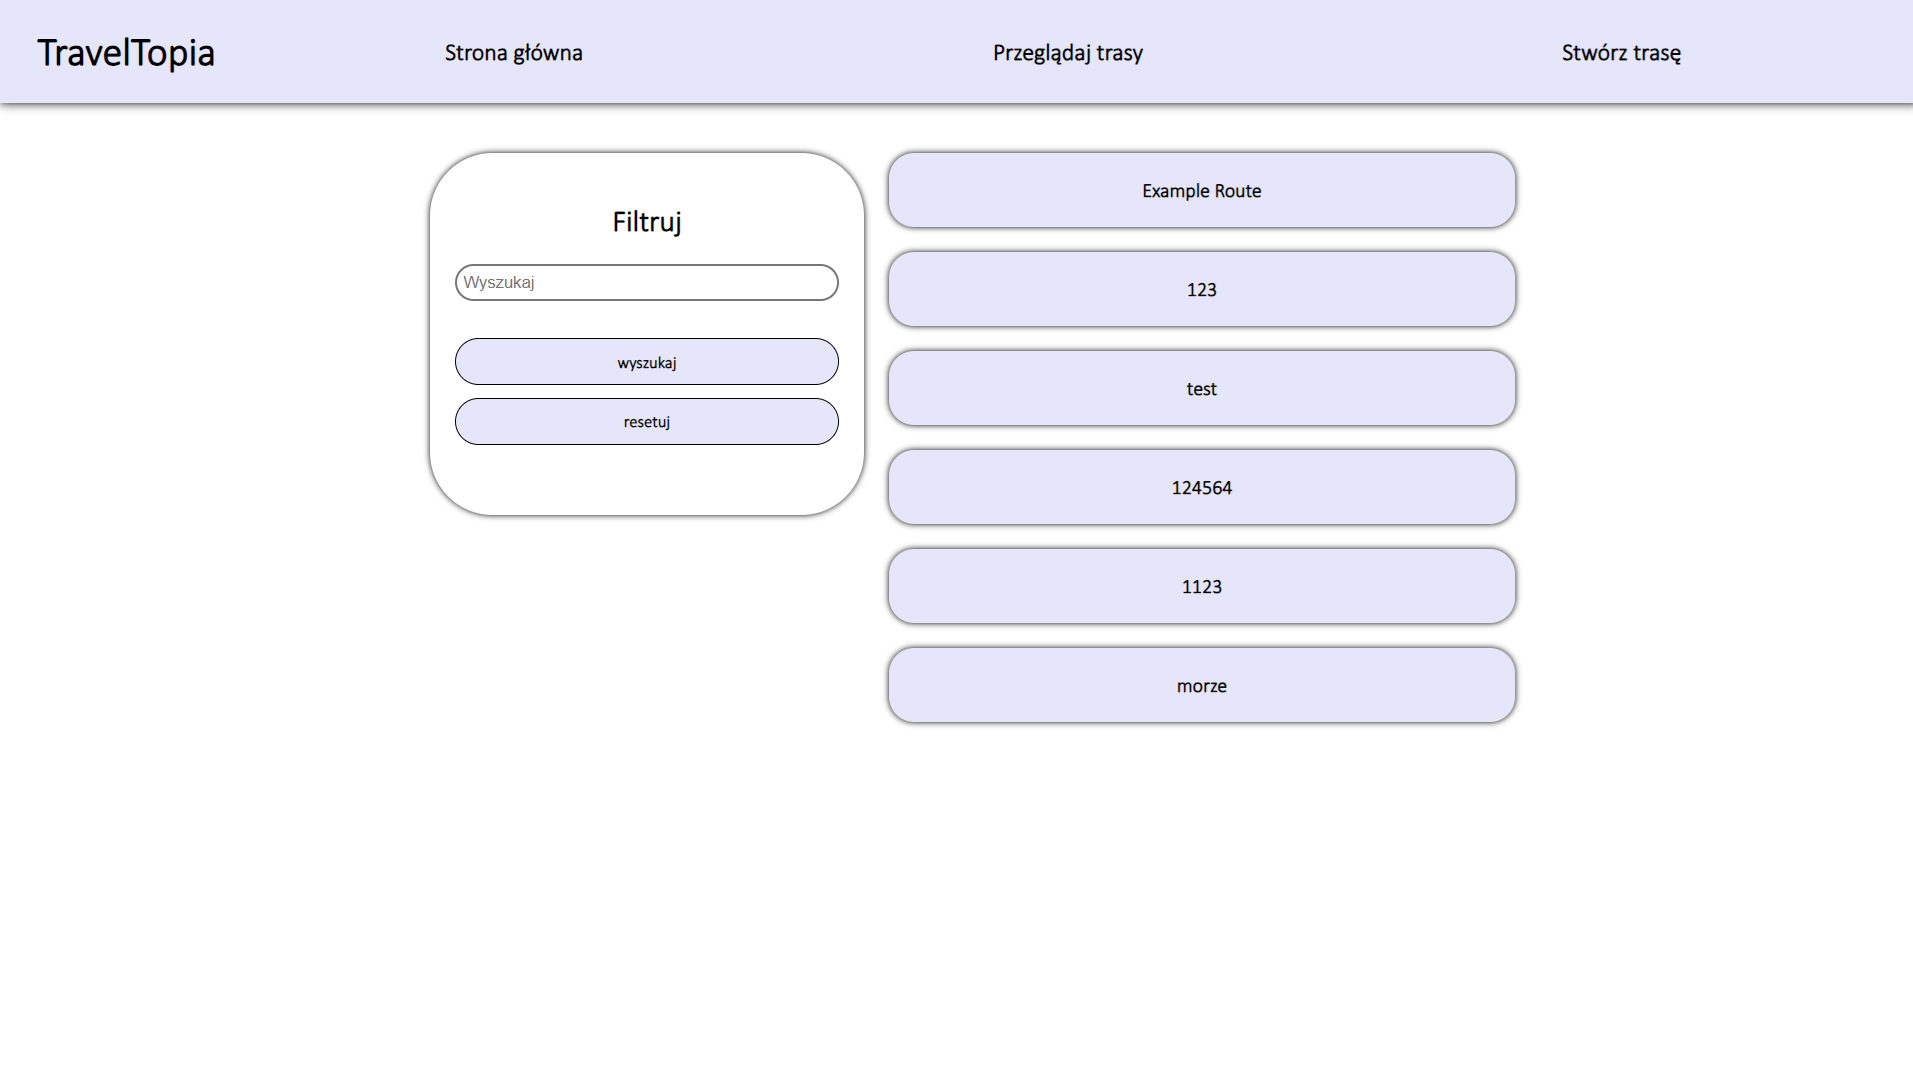 TravelTopia
Strona główna
Przeglądaj trasy
Stwórz trasę
Filtruj
Wyszukaj
wyszukaj
resetuj
Example Route
123
test
124564
1123
morze